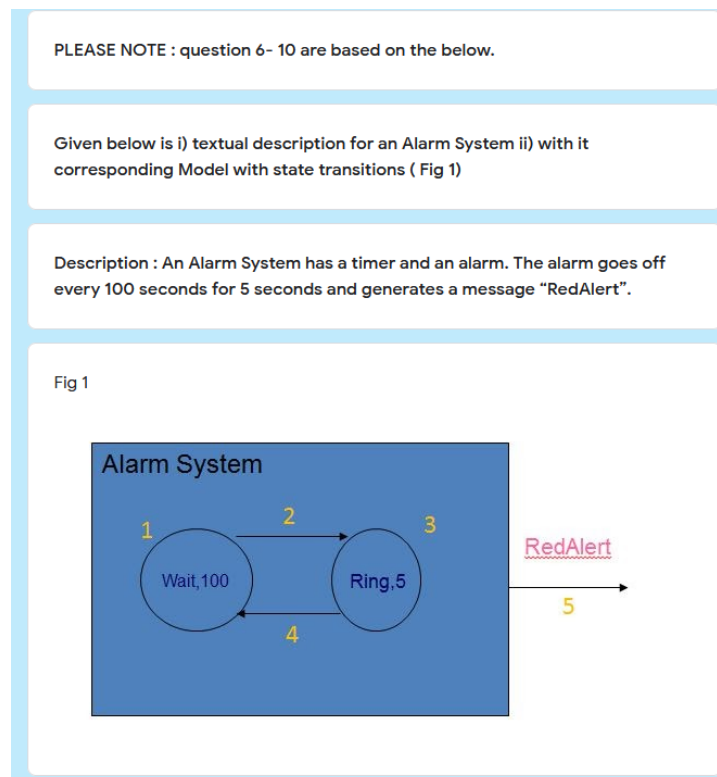 PLEASE NOTE : question 6- 10 are based on the below.
Given below is i) textual description for an Alarm System ii) with it
corresponding Model with state transitions ( Fig 1)
Description : An Alarm System has a timer and an alarm. The alarm goes off
every 100 seconds for 5 seconds and generates a message “RedAlert”.
Fig 1
Alarm System
1
2
3
RedAlert
Wait,100
Ring,5
5
4